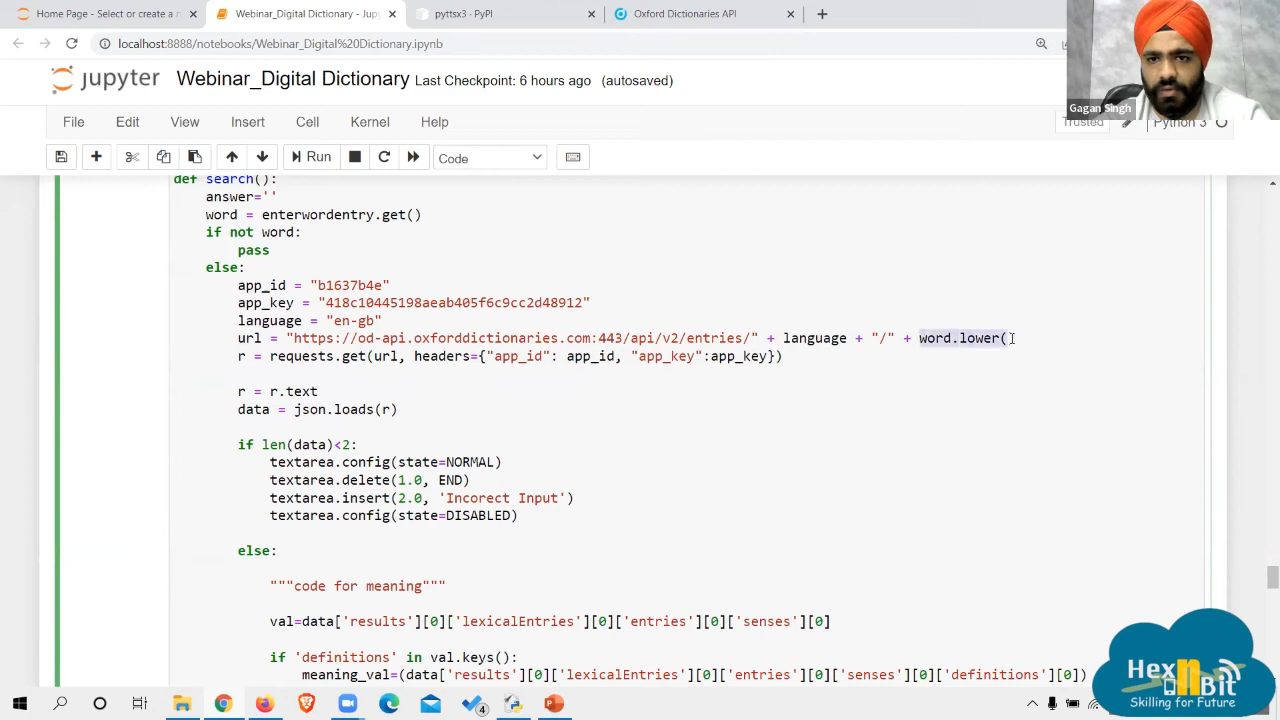 Home Page - Select or create a n
Webinar_Digital Dictionary - Jupy
pyttsx3 · PyPI
Oxford Dictionaries API
localhost:8888/notebooks/Webinar_Digital%20Dictionary.ipynb
jupyter Webinar_Digital Dictionary Last Checkpoint: 6 hours ago (autosaved)
Gagan Singh
File Edit View Insert Cell Kernel Help Trusted Python 3
Run Code
def search():
answer=''
word = enterwordentry.get()
if not word:
pass
else:
app_id = "b1637b4e"
app_key = "418c10445198aeab405f6c9cc2d48912"
language = "en-gb"
url = "https://od-api.oxforddictionaries.com:443/api/v2/entries/" + language + "/" + word.lower()
r = requests.get(url, headers={"app_id": app_id, "app_key":app_key})
r = r.text
data = json.loads(r)
if len(data)<2:
textarea.config(state=NORMAL)
textarea.delete(1.0, END)
textarea.insert(2.0, 'Incorect Input')
textarea.config(state=DISABLED)
else:
"""code for meaning"""
val=data['results'][0]['lexicalEntries'][0]['entries'][0]['senses'][0]
if 'definitions' in val.keys():
meaning_val=(data['results'][0]['lexicalEntries'][0]['entries'][0]['senses'][0]['definitions'][0])
HexnBit
Skilling for Future
4